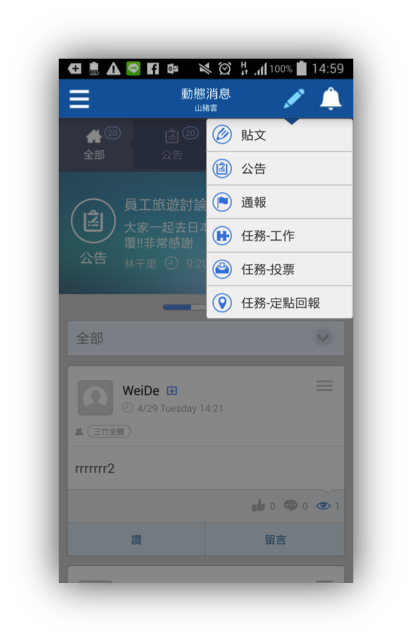 100% 14:59
動態消息
山豬雲
20
全部
20
公告
貼文
公告
通報
任務-工作
任務-投票
任務-定點回報
公告
員工旅遊討論
大家一起去日本
覆!!非常感謝
林千里 9:20
全部
WeiDe
4/29 Tuesday 14:21
三竹全體
rrrrrrr2
0 0 1
讚 留言